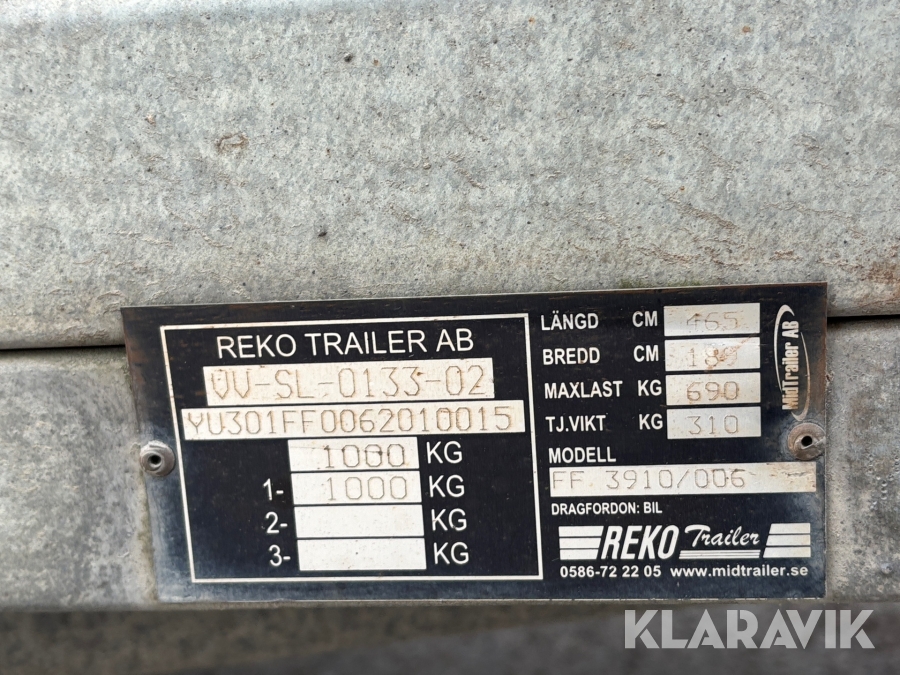 REKO TRAILER AB
VV-SL-0133-02
YU301FF0062010015
1000 KG
1- 1000 KG
2- KG
3- KG
LÄNGD CM 465
BREDD CM
MAXLAST KG 690
TJ.VIKT KG 310
MODELL
FF 3910/006
DRAGFORDON: BIL
REKO Trailer
0586-72 22 05 www.midtrailer.se
MidTrailer AB
KLARAVIK